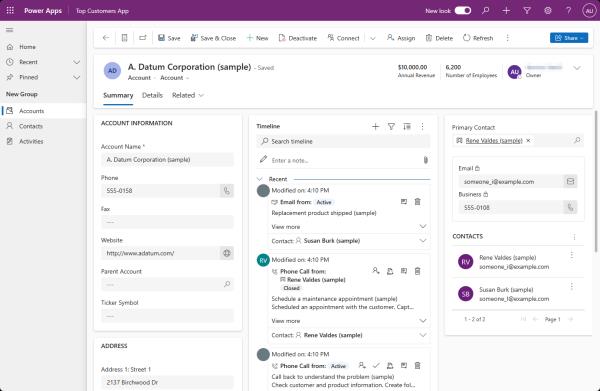 Power Apps
Top Customers App
New look
AU
Save
Save & Close
New
Deactivate
Connect
Assign
Delete
Refresh
Share
Home
Recent
Pinned
New Group
Accounts
Contacts
Activities
AD
A. Datum Corporation (sample) - Saved
Account · Account
$10,000.00
Annual Revenue
6,200
Number of Employees
AU
Owner
Summary
Details
Related
ACCOUNT INFORMATION
Account Name *
A. Datum Corporation (sample)
Phone
555-0158
Fax
---
Website
http://www.adatum.com/
Parent Account
---
Ticker Symbol
---
ADDRESS
Address 1: Street 1
2137 Birchwood Dr
Timeline
Search timeline
Enter a note...
Recent
Modified on: 4:10 PM
Email from: Active
Replacement product shipped (sample)
View more
Contact: Susan Burk (sample)
RV
Modified on: 4:10 PM
Phone Call from:
Rene Valdes (sample)
Closed
Schedule a maintenance appointment (sample)
Scheduled an appointment with the customer, Capt...
View more
Contact: Rene Valdes (sample)
Modified on: 4:10 PM
Phone Call from: Active
Call back to understand the problem (sample)
Check customer and product information. Create fol...
Primary Contact
Rene Valdes (sample)
Email
someone_i@example.com
Business
555-0108
CONTACTS
RV
Rene Valdes (sample)
someone_i@example.com
SB
Susan Burk (sample)
someone_l@example.com
1 - 2 of 2
Page 1